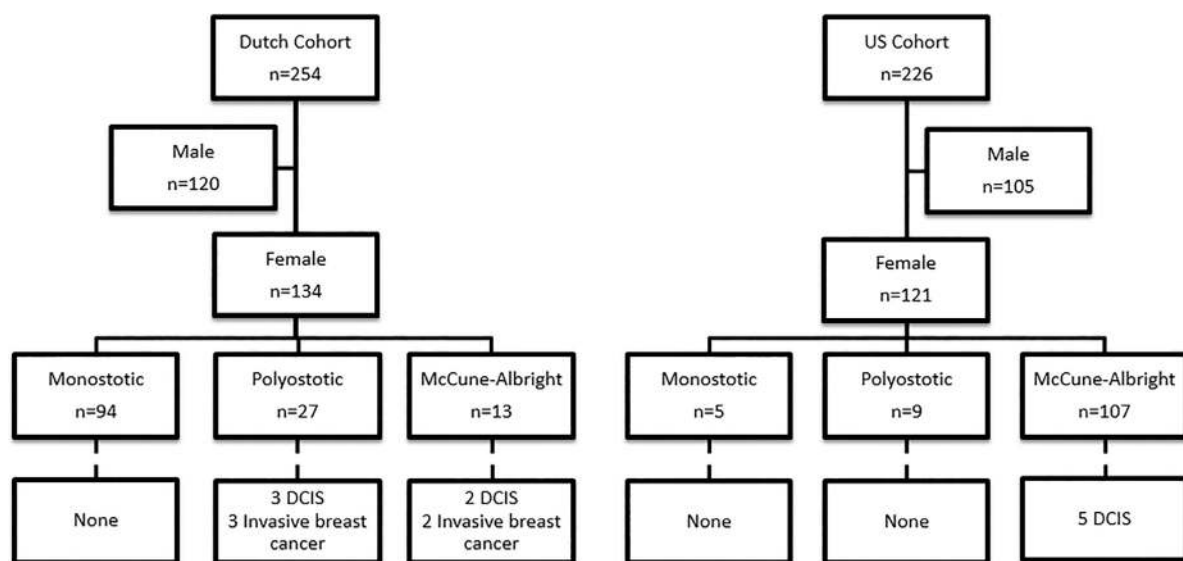 Dutch Cohort
n=254
Male
n=120
Female
n=134
Monostotic
n=94
Polyostotic
n=27
McCune-Albright
n=13
None
3 DCIS
3 Invasive breast
cancer
2 DCIS
2 Invasive breast
cancer
US Cohort
n=226
Male
n=105
Female
n=121
Monostotic
n=5
Polyostotic
n=9
McCune-Albright
n=107
None
None
5 DCIS